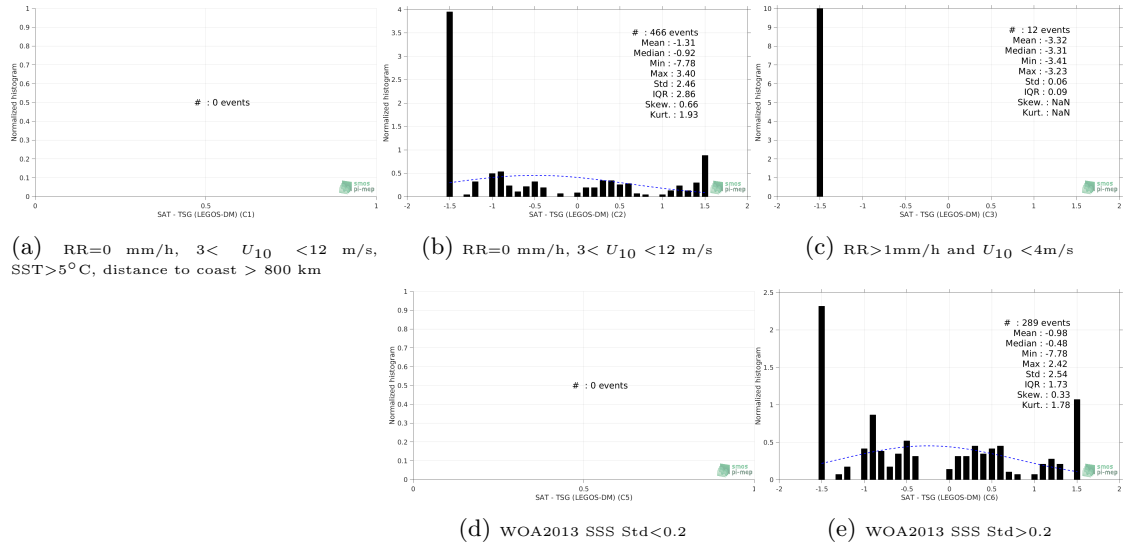 1
0.9
0.8
0.7
0.6
0.5
0.4
0.3
0.2
0.1
0
Normalized histogram
# : 0 events
smos
pi-mep
0 0.5 1
SAT - TSG (LEGOS-DM) (C1)
4
3.5
3
2.5
2
1.5
1
0.5
0
Normalized histogram
# : 466 events
Mean : -1.31
Median : -0.92
Min : -7.78
Max : 3.40
Std : 2.46
IQR : 2.86
Skew. : 0.66
Kurt. : 1.93
smos
pi-mep
-2 -1.5 -1 -0.5 0 0.5 1 1.5 2
SAT - TSG (LEGOS-DM) (C2)
10
9
8
7
6
5
4
3
2
1
0
Normalized histogram
# : 12 events
Mean : -3.32
Median : -3.31
Min : -3.41
Max : -3.23
Std : 0.06
IQR : 0.09
Skew. : NaN
Kurt. : NaN
smos
pi-mep
-2 -1.5 -1 -0.5 0 0.5 1 1.5 2
SAT - TSG (LEGOS-DM) (C3)
(a) RR=0 mm/h, 3< U10 <12 m/s,
SST>5°C, distance to coast > 800 km
(b) RR=0 mm/h, 3< U10 <12 m/s
(c) RR>1mm/h and U10 <4m/s
1
0.9
0.8
0.7
0.6
0.5
0.4
0.3
0.2
0.1
0
Normalized histogram
# : 0 events
smos
pi-mep
0 0.5 1
SAT - TSG (LEGOS-DM) (C5)
2.5
2
1.5
1
0.5
0
Normalized histogram
# : 289 events
Mean : -0.98
Median : -0.48
Min : -7.78
Max : 2.42
Std : 2.54
IQR : 1.73
Skew. : 0.33
Kurt. : 1.78
smos
pi-mep
-2 -1.5 -1 -0.5 0 0.5 1 1.5 2
SAT - TSG (LEGOS-DM) (C6)
(d) WOA2013 SSS Std<0.2
(e) WOA2013 SSS Std>0.2